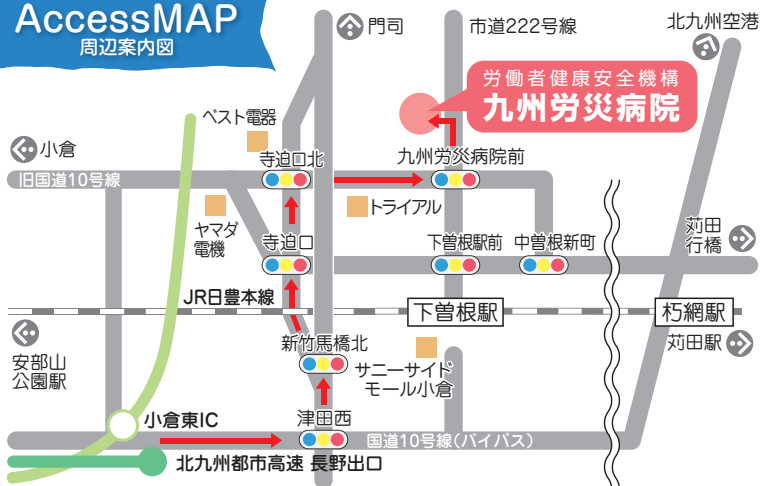 AccessMAP
周辺案内図
門司
市道222号線
北九州空港
労働者健康安全機構
九州労災病院
ベスト電器
小倉
寺迫口北
九州労災病院前
旧国道10号線
トライアル
ヤマダ
電機
寺迫口
下曽根駅前
中曽根新町
苅田
行橋
JR日豊本線
下曽根駅
朽網駅
新竹馬橋北
苅田駅
安部山
公園駅
サニーサイド
モール小倉
小倉東IC
津田西
国道10号線(バイパス)
北九州都市高速 長野出口